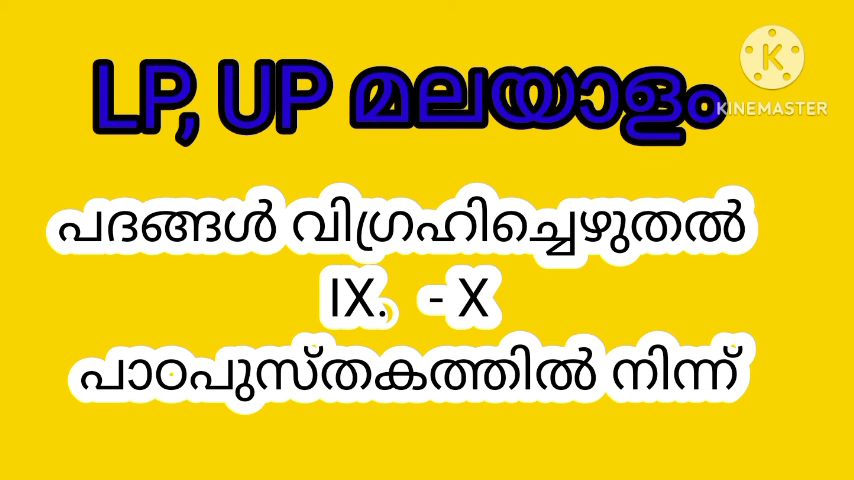 LP, UP മലയാളം
KINEMASTER
പദങ്ങൾ വിഗ്രഹിച്ചെഴുതൽ
IX. - X
പാഠപുസ്തകത്തിൽ നിന്ന്